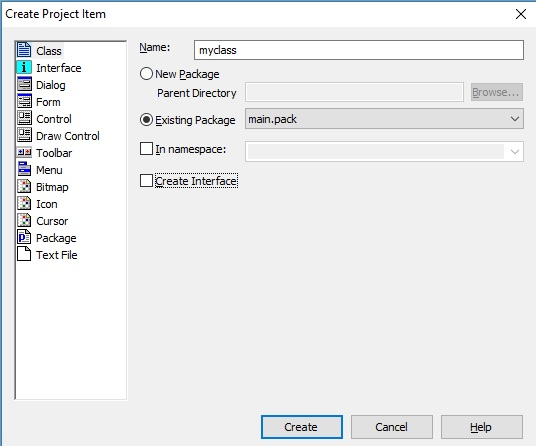 Create Project Item
Class
Interface
Dialog
Form
Control
Draw Control
Toolbar
Menu
Bitmap
Icon
Cursor
Package
Text File
Name: myclass
New Package
Parent Directory Browse...
Existing Package main.pack
In namespace:
Create Interface
Create Cancel Help